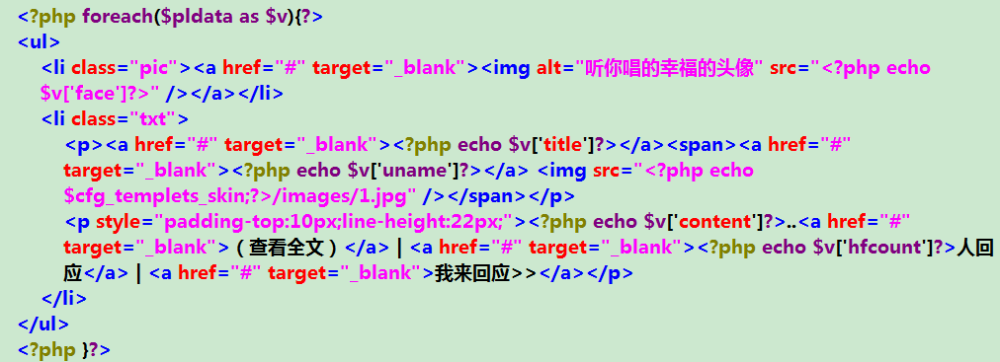 <?php foreach($pldata as $v){?>
<ul>
<li class="pic"><a href="#" target="_blank"><img alt="听你唱的幸福的头像" src="<?php echo
$v['face']?>" /></a></li>
<li class="txt">
<p><a href="#" target="_blank"><?php echo $v['title']?></a><span><a href="#"
target="_blank"><?php echo $v['uname']?></a> <img src="<?php echo
$cfg_templets_skin;?>/images/1.jpg" /></span></p>
<p style="padding-top:10px;line-height:22px;"><?php echo $v['content']?>..<a href="#"
target="_blank">（查看全文）</a> | <a href="#" target="_blank"><?php echo $v['hfcount']?>人回
应</a> | <a href="#" target="_blank">我来回应>></a></p>
</li>
</ul>
<?php }?>